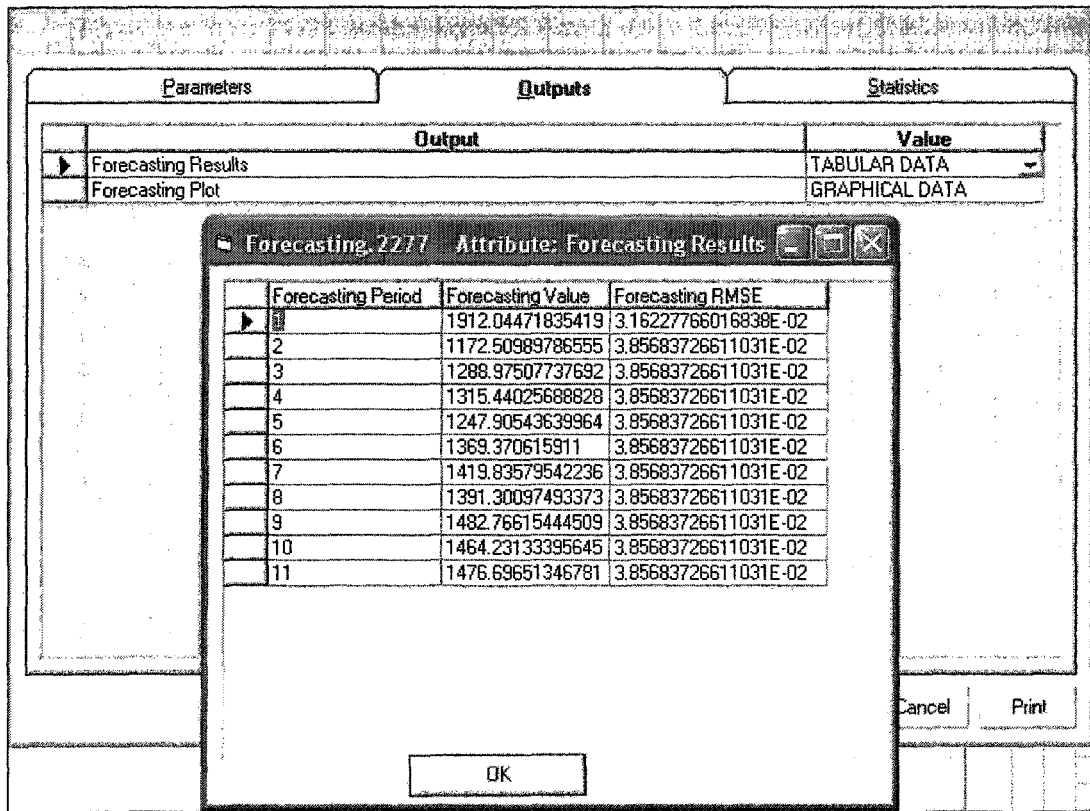 Parameters Outputs Statistics
Output Value
Forecasting Results TABULAR DATA
Forecasting Plot GRAPHICAL DATA
Forecasting. 2277 Attribute: Forecasting Results
Forecasting Period Forecasting Value Forecasting RMSE
1 1912.04471835419 3.16227766016838E-02
2 1172.50989786555 3.85683726611031E-02
3 1288.97507737692 3.85683726611031E-02
4 1315.44025688828 3.85683726611031E-02
5 1247.90543639964 3.85683726611031E-02
6 1369.370615911 3.85683726611031E-02
7 1419.83579542236 3.85683726611031E-02
8 1391.30097493373 3.85683726611031E-02
9 1482.76615444509 3.85683726611031E-02
10 1464.23133395645 3.85683726611031E-02
11 1476.69651346781 3.85683726611031E-02
Cancel Print
OK